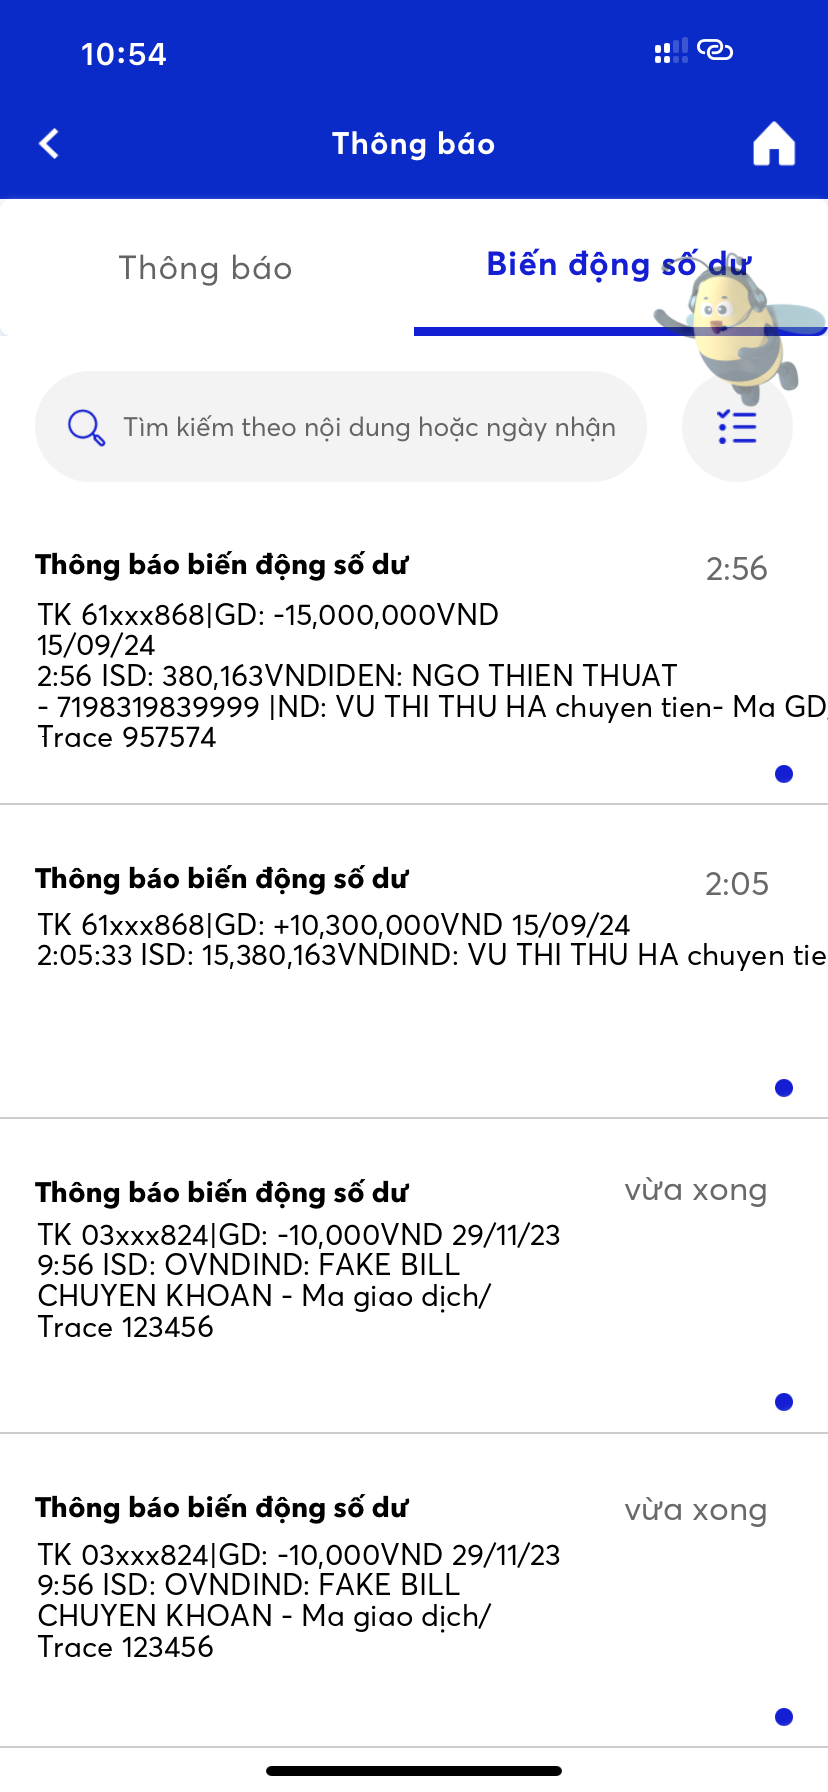 10:54
Thông báo
Thông báo
Biến động số dư
Tìm kiếm theo nội dung hoặc ngày nhận
Thông báo biến động số dư
2:56
TK 61xxx868|GD: -15,000,000VND
15/09/24
2:56 ISD: 380,163VNDIDEN: NGO THIEN THUAT
- 7198319839999 |ND: VU THI THU HA chuyen tien- Ma GD/
Trace 957574
Thông báo biến động số dư
2:05
TK 61xxx868|GD: +10,300,000VND 15/09/24
2:05:33 ISD: 15,380,163VNDIND: VU THI THU HA chuyen tie
Thông báo biến động số dư
vừa xong
TK 03xxx824|GD: -10,000VND 29/11/23
9:56 ISD: OVNDIND: FAKE BILL
CHUYEN KHOAN - Ma giao dịch/
Trace 123456
Thông báo biến động số dư
vừa xong
TK 03xxx824|GD: -10,000VND 29/11/23
9:56 ISD: OVNDIND: FAKE BILL
CHUYEN KHOAN - Ma giao dịch/
Trace 123456